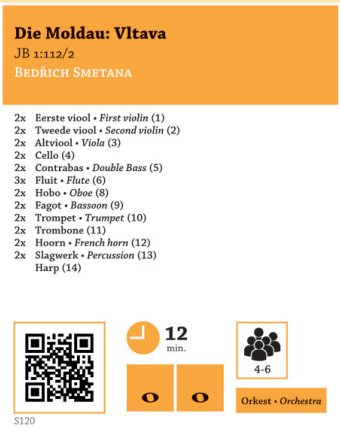 Die Moldau: Vltava
JB 1:112/2
BEDŘICH SMETANA
2x Eerste viool • First violin (1)
2x Tweede viool • Second violin (2)
2x Altviool • Viola (3)
2x Cello (4)
2x Contrabas • Double Bass (5)
3x Fluit • Flute (6)
2x Hobo • Oboe (8)
2x Fagot • Bassoon (9)
2x Trompet • Trumpet (10)
2x Trombone (11)
2x Hoorn • French horn (12)
2x Slagwerk • Percussion (13)
Harp (14)
12
min.
4-6
Orkest • Orchestra
S120